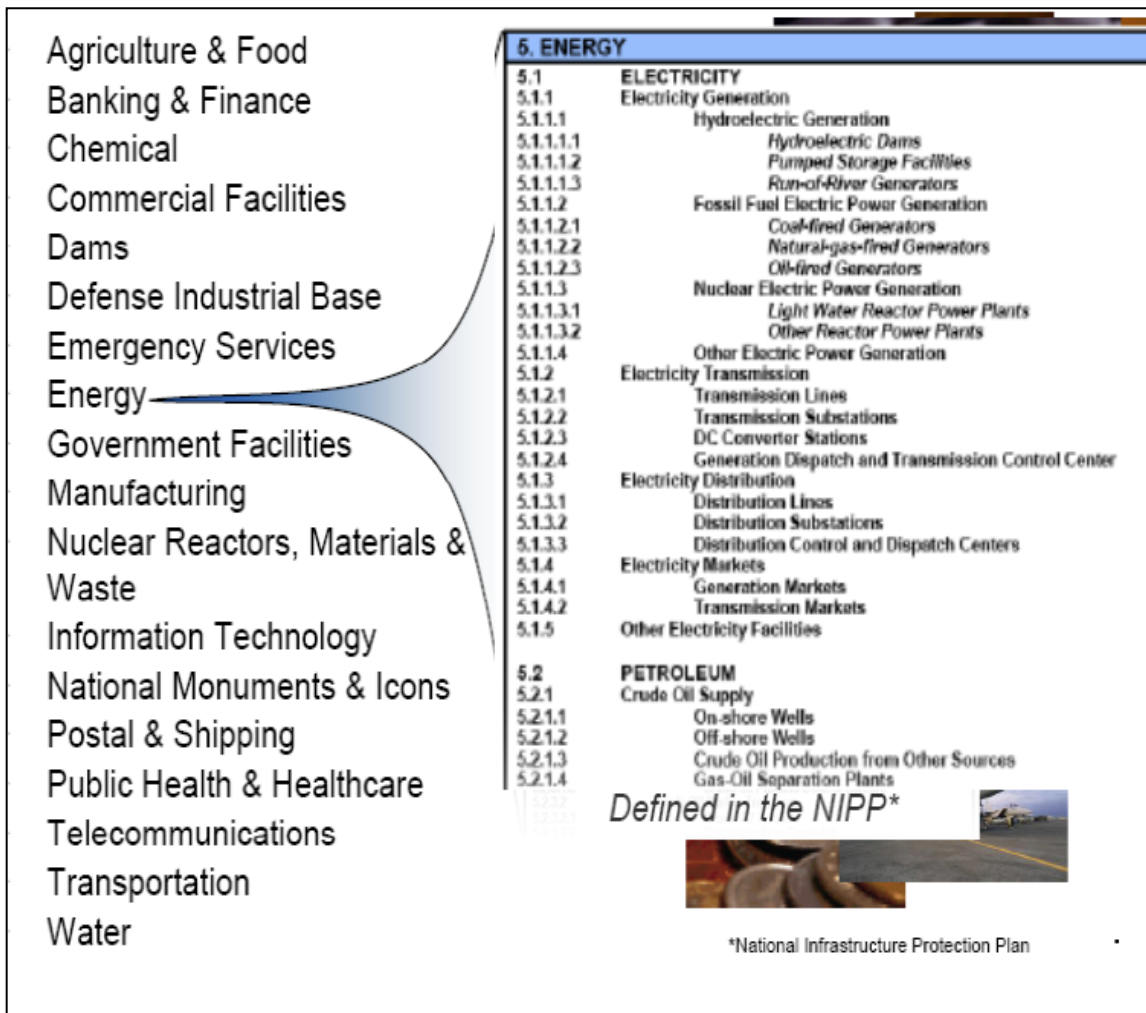 Agriculture & Food
Banking & Finance
Chemical
Commercial Facilities
Dams
Defense Industrial Base
Emergency Services
Energy
Government Facilities
Manufacturing
Nuclear Reactors, Materials &
Waste
Information Technology
National Monuments & Icons
Postal & Shipping
Public Health & Healthcare
Telecommunications
Transportation
Water
5. ENERGY
5.1 ELECTRICITY
5.1.1 Electricity Generation
5.1.1.1 Hydroelectric Generation
5.1.1.1.1 Hydroelectric Dams
5.1.1.1.2 Pumped Storage Facilities
5.1.1.1.3 Run-of-River Generators
5.1.1.2 Fossil Fuel Electric Power Generation
5.1.1.2.1 Coal-fired Generators
5.1.1.2.2 Natural-gas-fired Generators
5.1.1.2.3 Oil-fired Generators
5.1.1.3 Nuclear Electric Power Generation
5.1.1.3.1 Light Water Reactor Power Plants
5.1.1.3.2 Other Reactor Power Plants
5.1.1.4 Other Electric Power Generation
5.1.2 Electricity Transmission
5.1.2.1 Transmission Lines
5.1.2.2 Transmission Substations
5.1.2.3 DC Converter Stations
5.1.2.4 Generation Dispatch and Transmission Control Center
5.1.3 Electricity Distribution
5.1.3.1 Distribution Lines
5.1.3.2 Distribution Substations
5.1.3.3 Distribution Control and Dispatch Centers
5.1.4 Electricity Markets
5.1.4.1 Generation Markets
5.1.4.2 Transmission Markets
5.1.5 Other Electricity Facilities
5.2 PETROLEUM
5.2.1 Crude Oil Supply
5.2.1.1 On-shore Wells
5.2.1.2 Off-shore Wells
5.2.1.3 Crude Oil Production from Other Sources
5.2.1.4 Gas-Oil Separation Plants
Defined in the NIPP*
*National Infrastructure Protection Plan